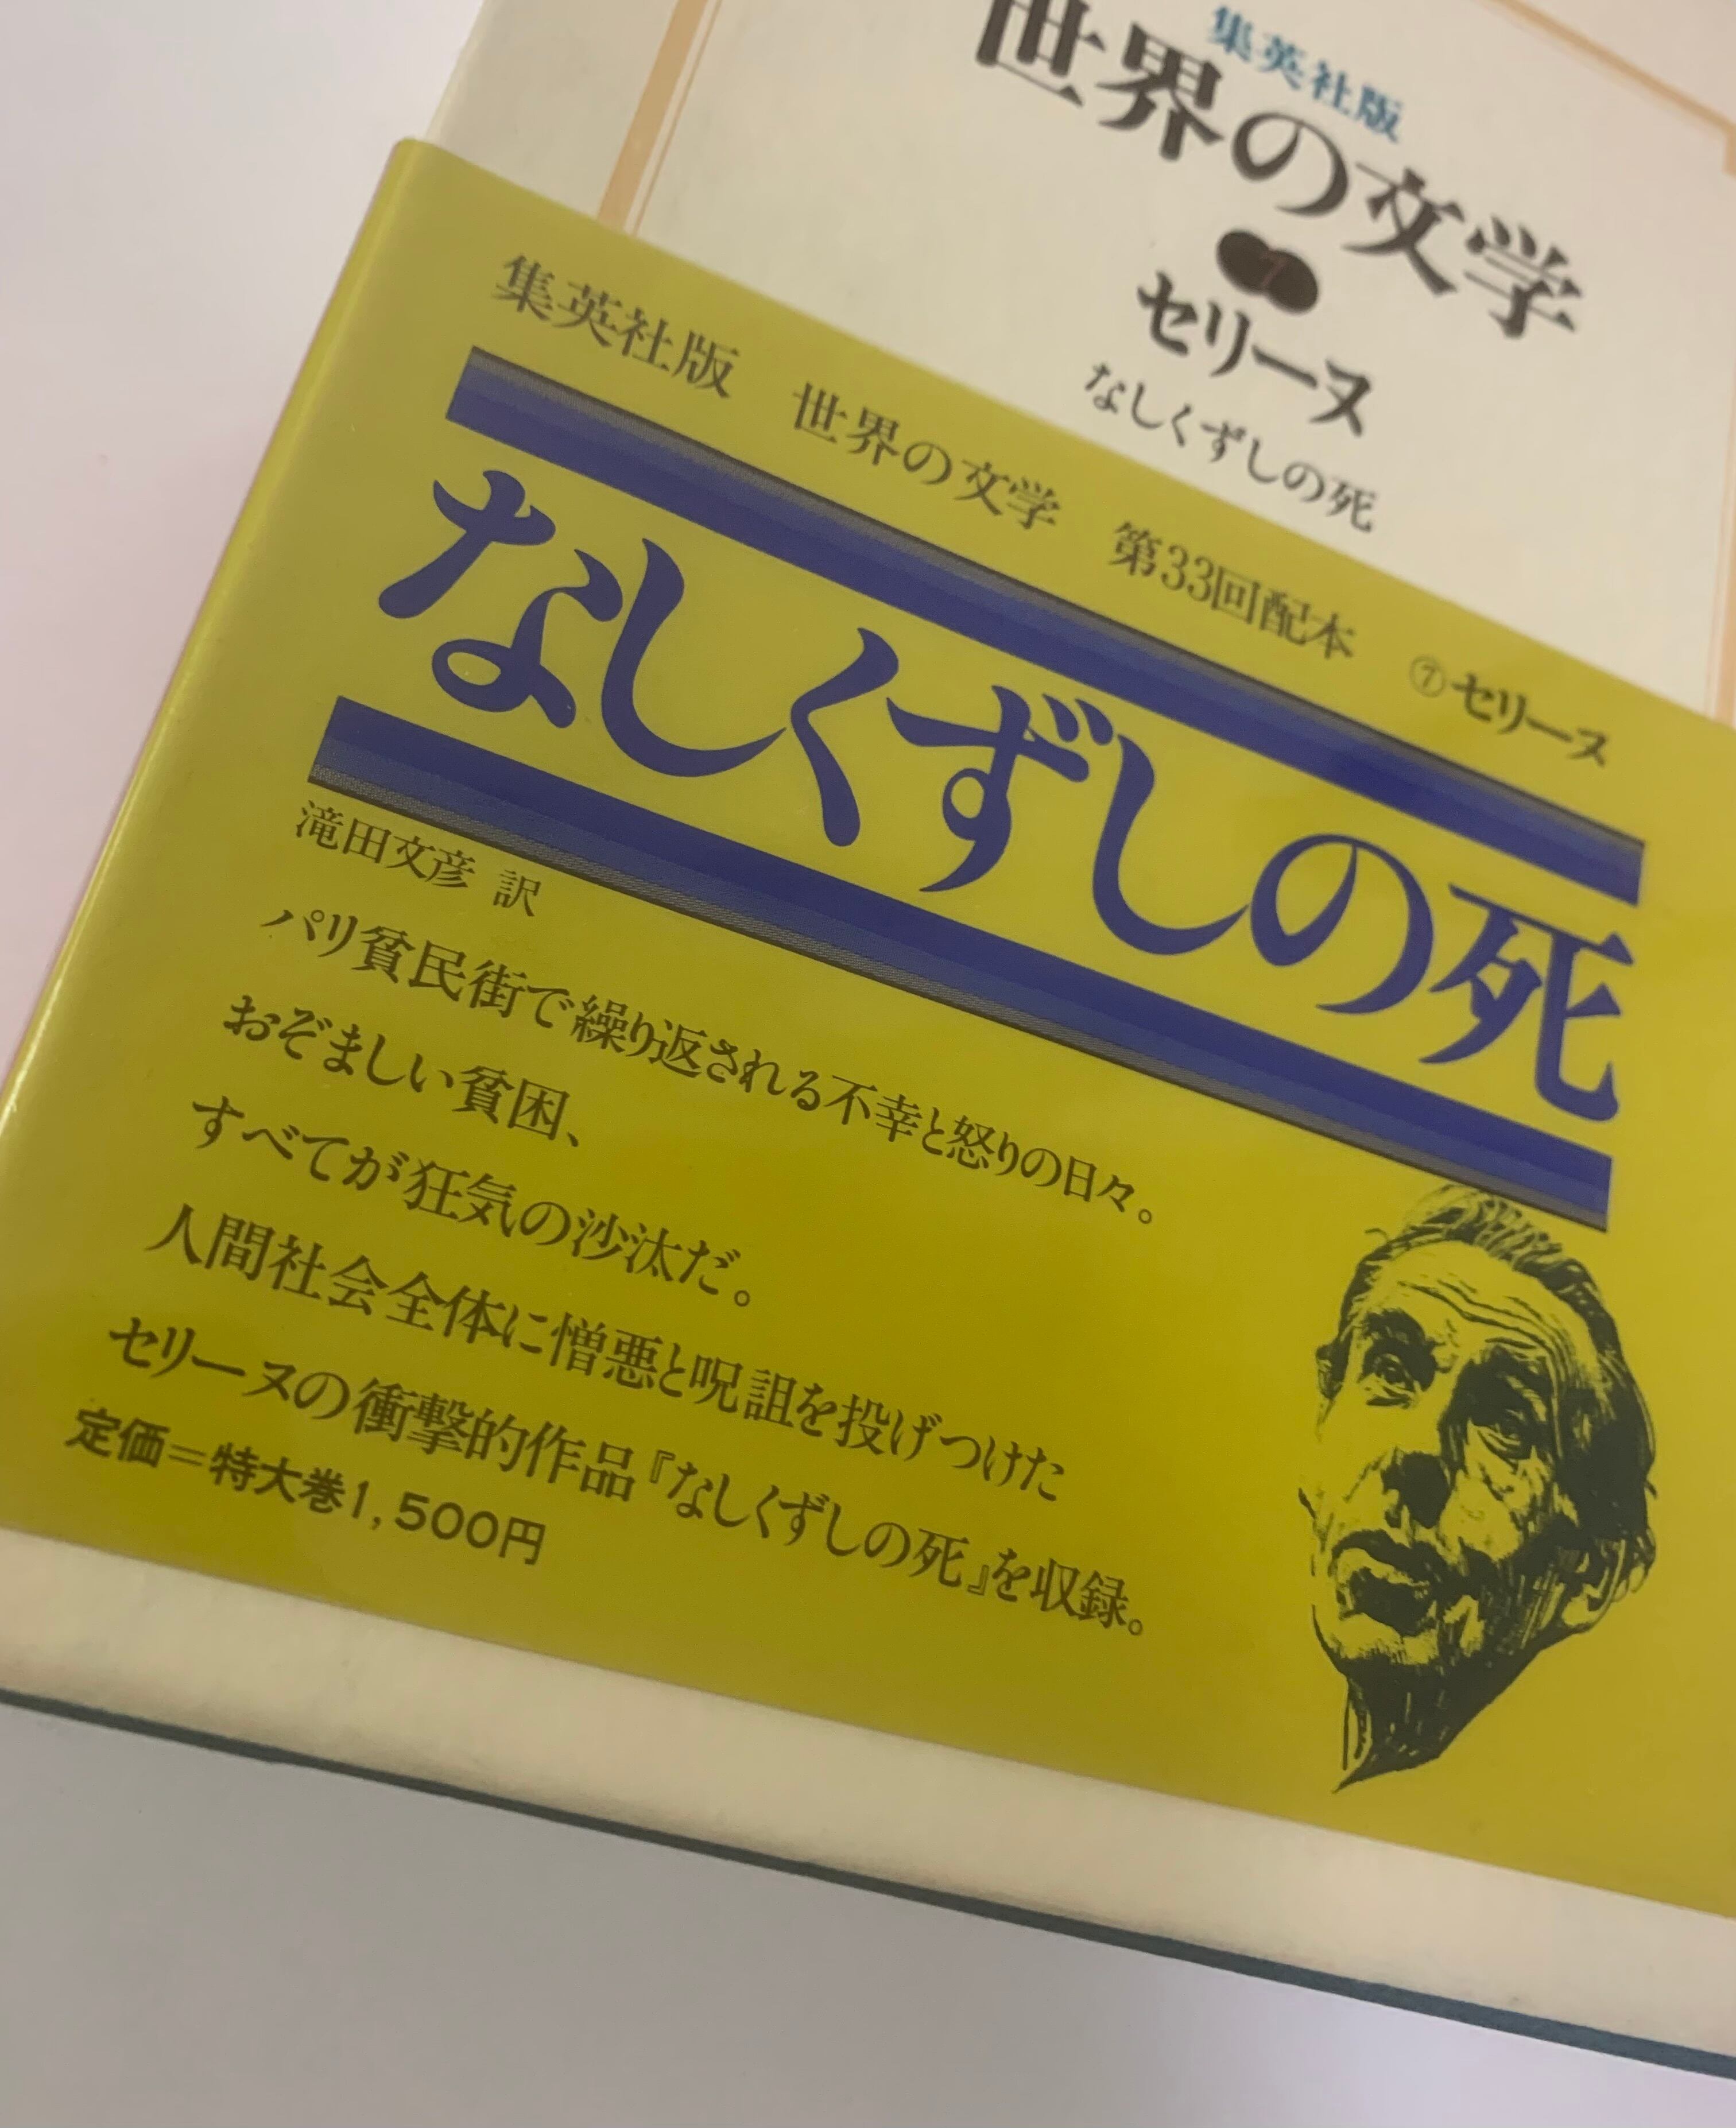 集英社版
世界の文学
7
セリーヌ
なしくずしの死
集英社版 世界の文学 第33回配本 ⑦セリーヌ
なしくずしの死
滝田文彦 訳
パリ貧民街で繰り返される不幸と怒りの日々。
おぞましい貧困、
すべてが狂気の沙汰だ。
人間社会全体に憎悪と呪詛を投げつけた
セリーヌの衝撃的作品『なしくずしの死』を収録。
定価=特大巻1,500円